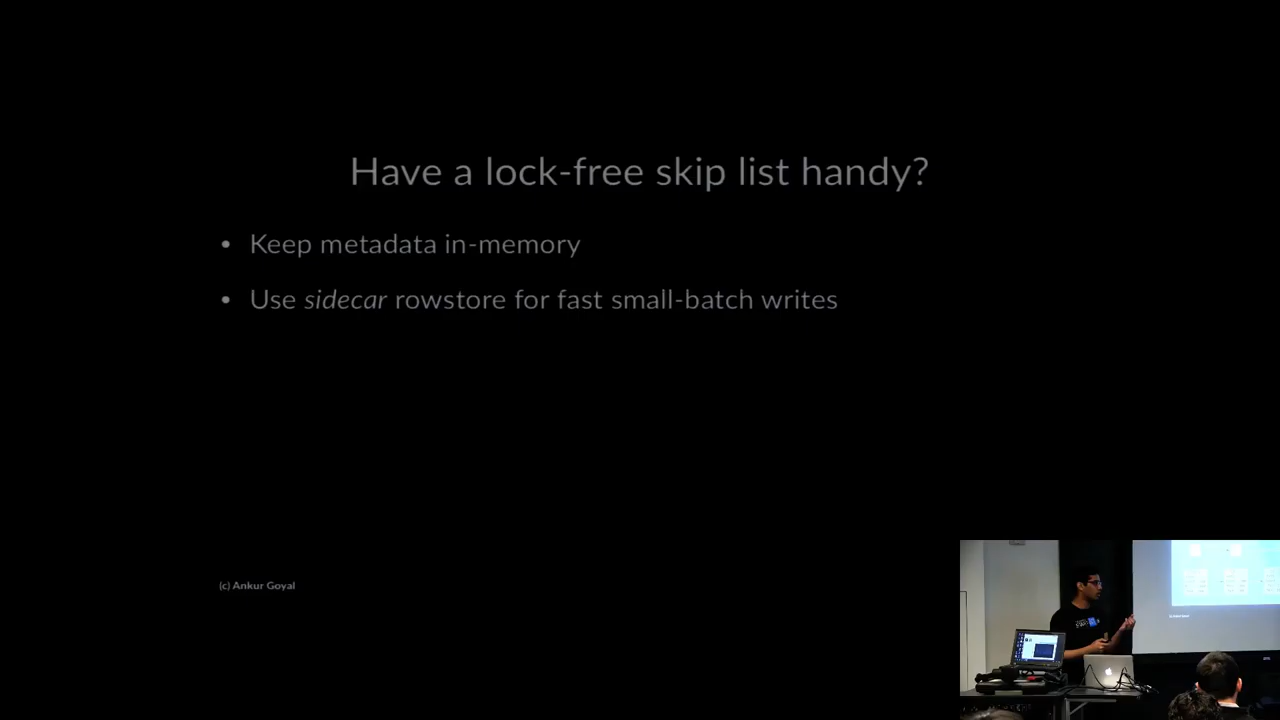 Have a lock-free skip list handy?
• Keep metadata in-memory
• Use sidecar rowstore for fast small-batch writes
(c) Ankur Goyal